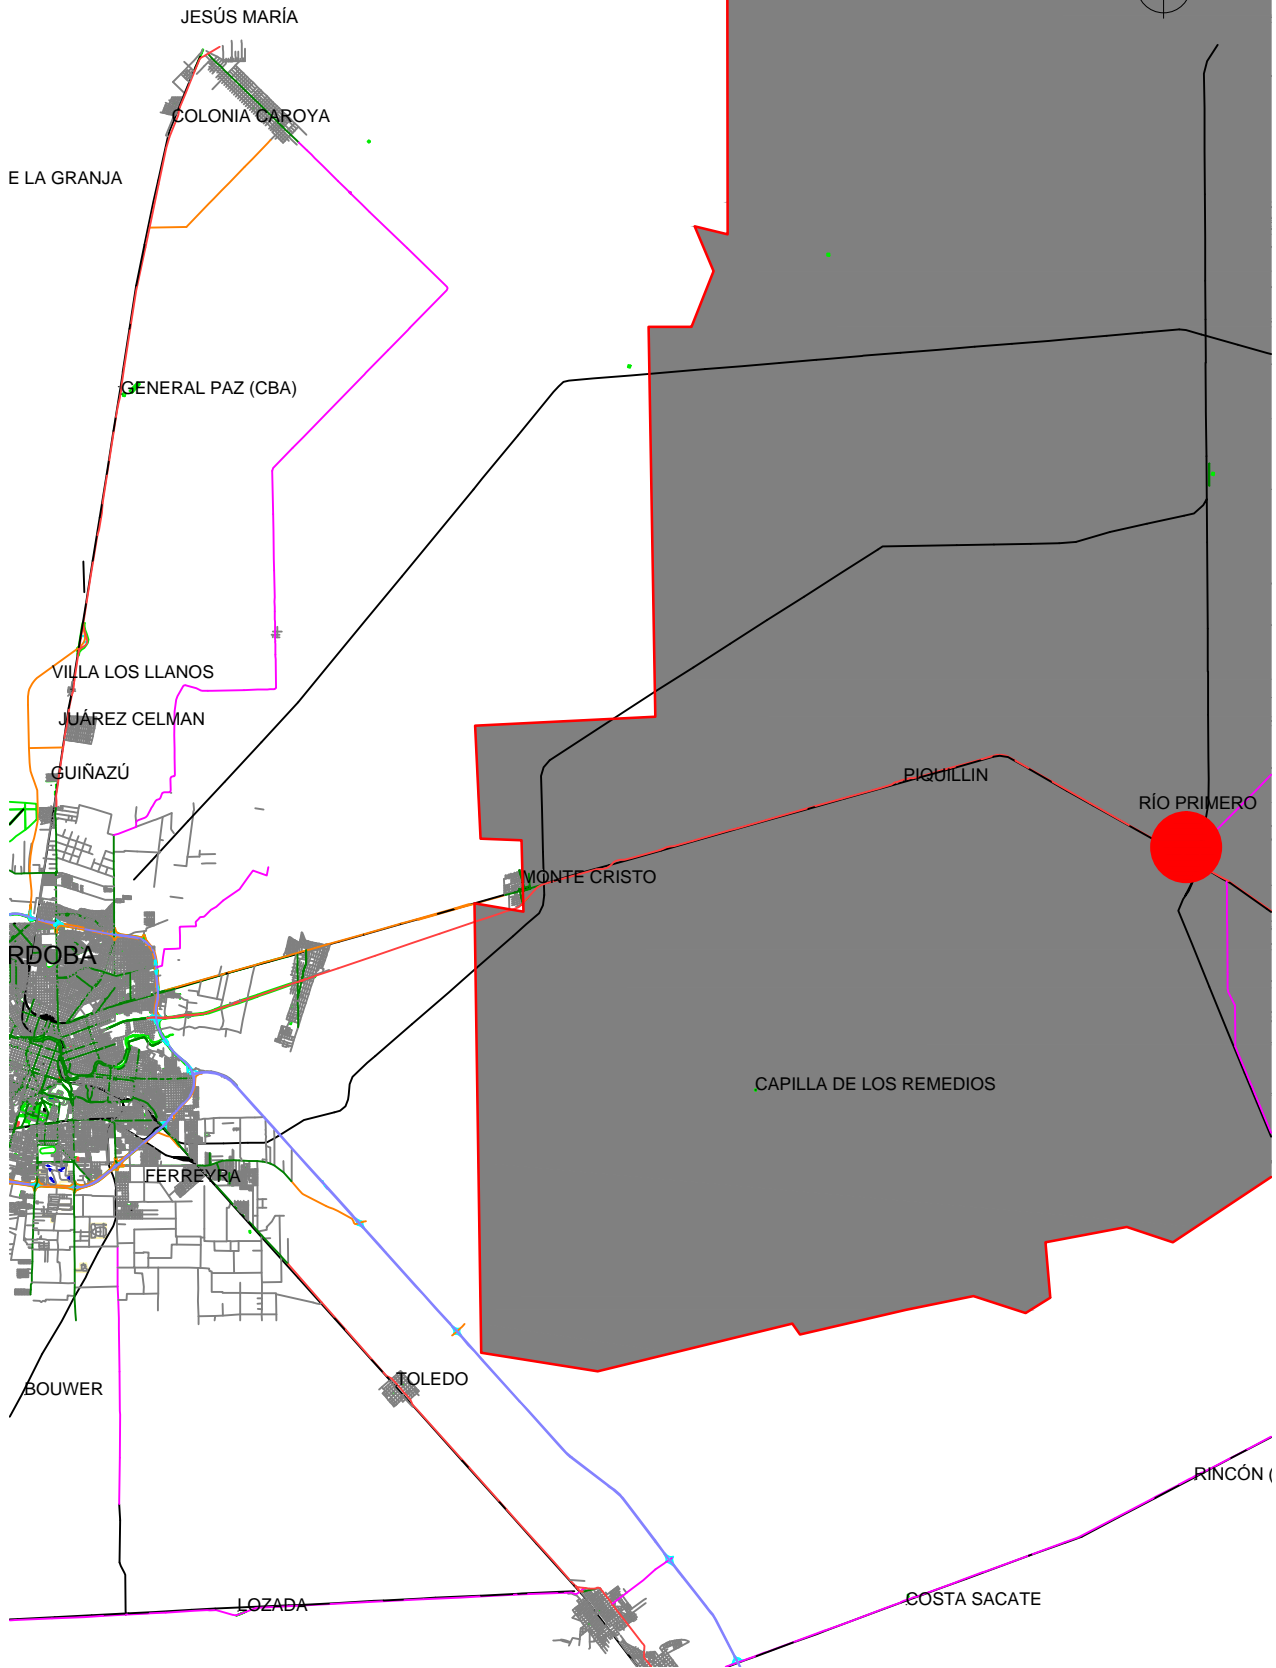 JESÚS MARÍA
COLONIA CAROYA
E LA GRANJA
GENERAL PAZ (CBA)
VILLA LOS LLANOS
JUÁREZ CELMAN
GUIÑAZÚ
PIQUILLIN
RÍO PRIMERO
MONTE CRISTO
RDOBA
CAPILLA DE LOS REMEDIOS
FERREYRA
TOLEDO
BOUWER
RINCÓN (
COSTA SACATE
LOZADA